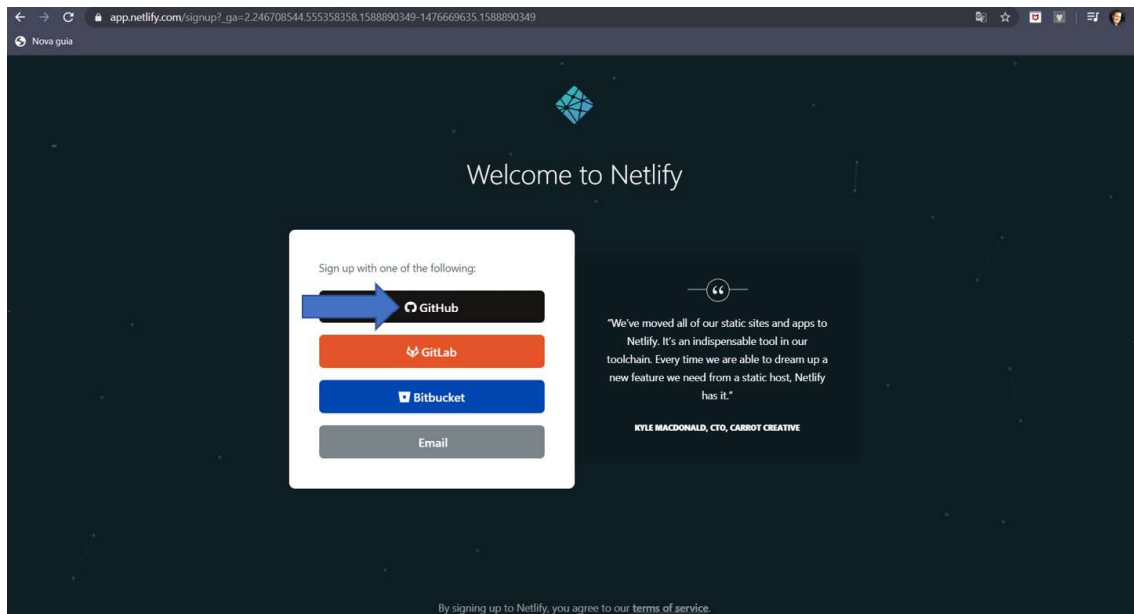 app.netlify.com/signup?_ga=2.246708544.555358358.1588890349-1476669635.1588890349
Nova guia
Welcome to Netlify
Sign up with one of the following:
GitHub
GitLab
Bitbucket
Email
“We’ve moved all of our static sites and apps to
Netlify. It’s an indispensable tool in our
toolchain. Every time we are able to dream up a
new feature we need from a static host, Netlify
has it.”
KYLE MACDONALD, CTO, CARROT CREATIVE
By signing up to Netlify, you agree to our terms of service.